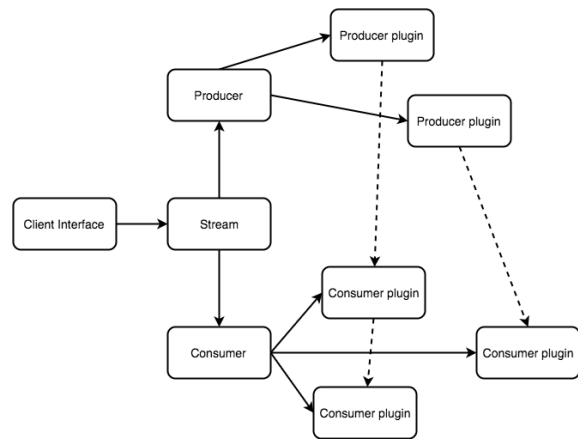 Producer plugin
Producer
Producer plugin
Client Interface
Stream
Consumer plugin
Consumer
Consumer plugin
Consumer plugin